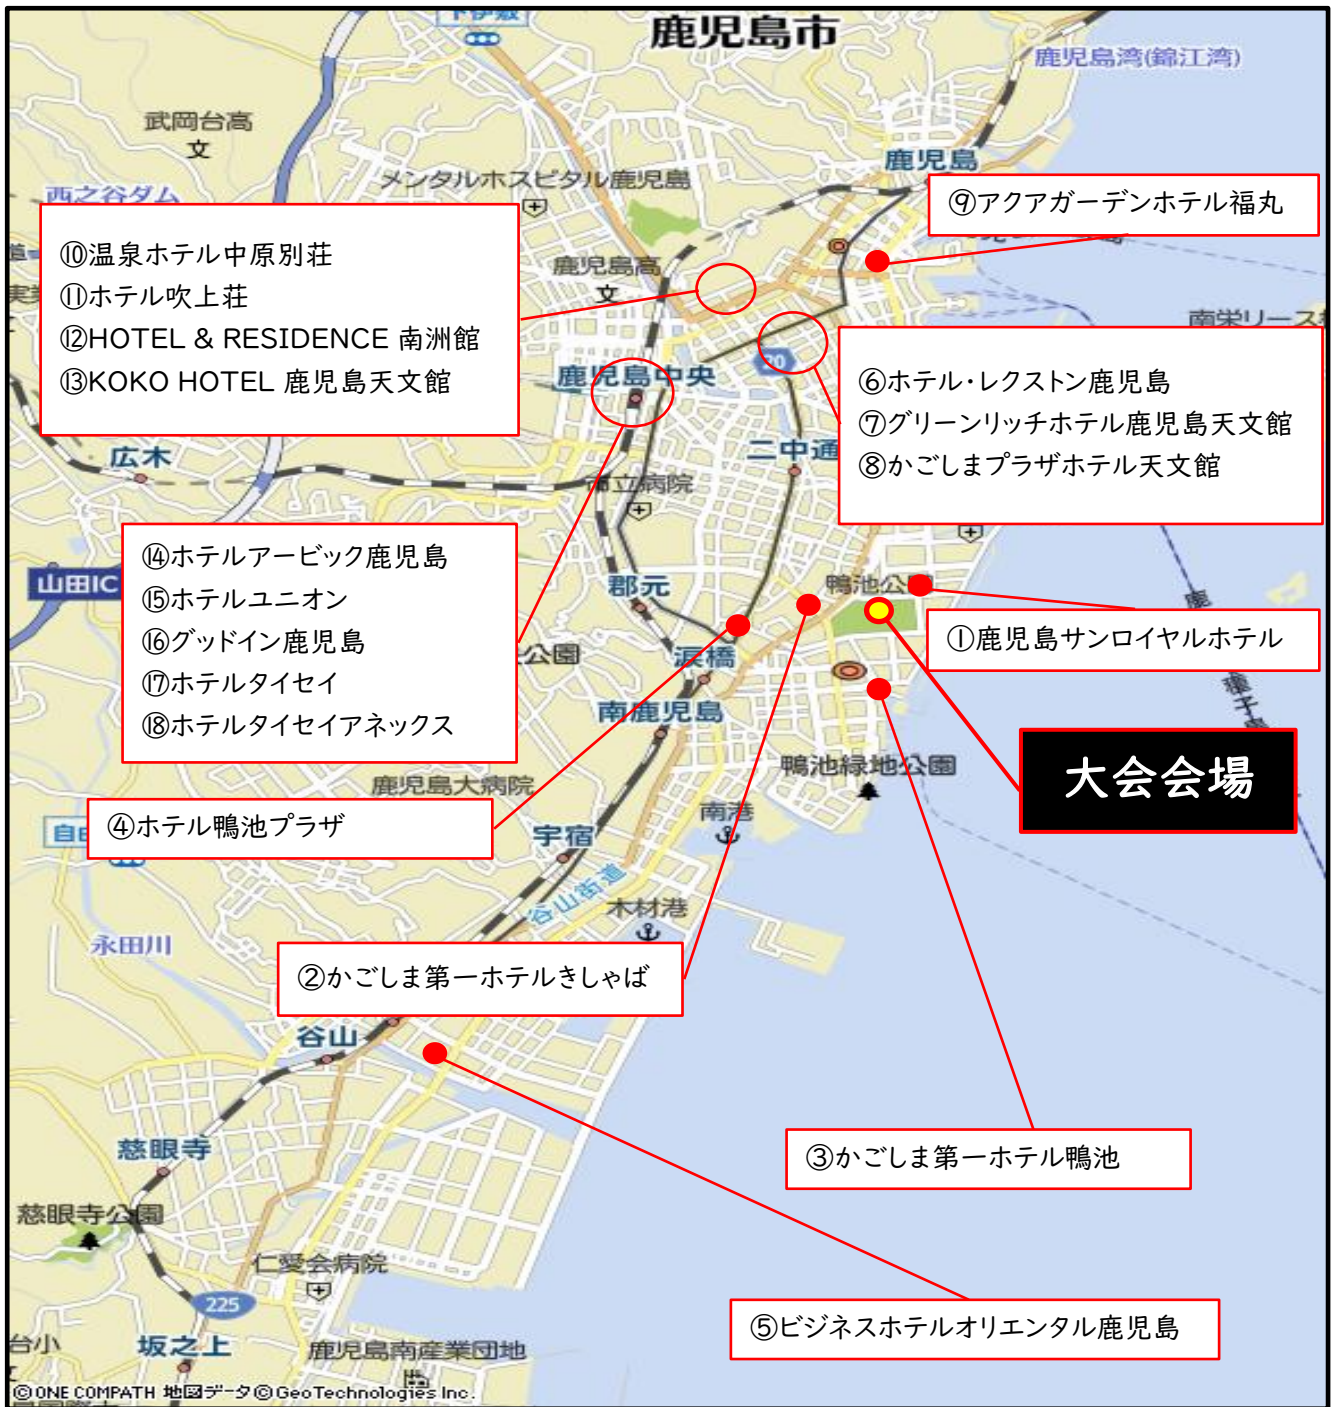 鹿児島市
鹿児島湾(錦江湾)
武岡台高
文
鹿児島
メンタルホスピタル鹿児島
西之谷ダム
⑨アクアガーデンホテル福丸
⑩温泉ホテル中原別荘
⑪ホテル吹上荘
⑫HOTEL & RESIDENCE 南洲館
⑬KOKO HOTEL 鹿児島天文館
鹿児島高
文
南栄リース
鹿児島中央
⑥ホテル・レクストン鹿児島
⑦グリーンリッチホテル鹿児島天文館
⑧かごしまプラザホテル天文館
広木
二中通
市立病院
⑭ホテルアービック鹿児島
⑮ホテルユニオン
⑯グッドイン鹿児島
⑰ホテルタイセイ
⑱ホテルタイセイアネックス
山田IC
郡元
鴨池公園
①鹿児島サンロイヤルホテル
公園
涙橋
南鹿児島
大会会場
鴨池緑地公園
鹿児島大病院
南港
④ホテル鴨池プラザ
宇宿
谷山街道
木材港
永田川
②かごしま第一ホテルきしゃば
谷山
③かごしま第一ホテル鴨池
慈眼寺
慈眼寺公園
仁愛会病院
225
⑤ビジネスホテルオリエンタル鹿児島
台小
坂之上
鹿児島南産業団地
©ONE COMPATH 地図データ©GeoTechnologies Inc.